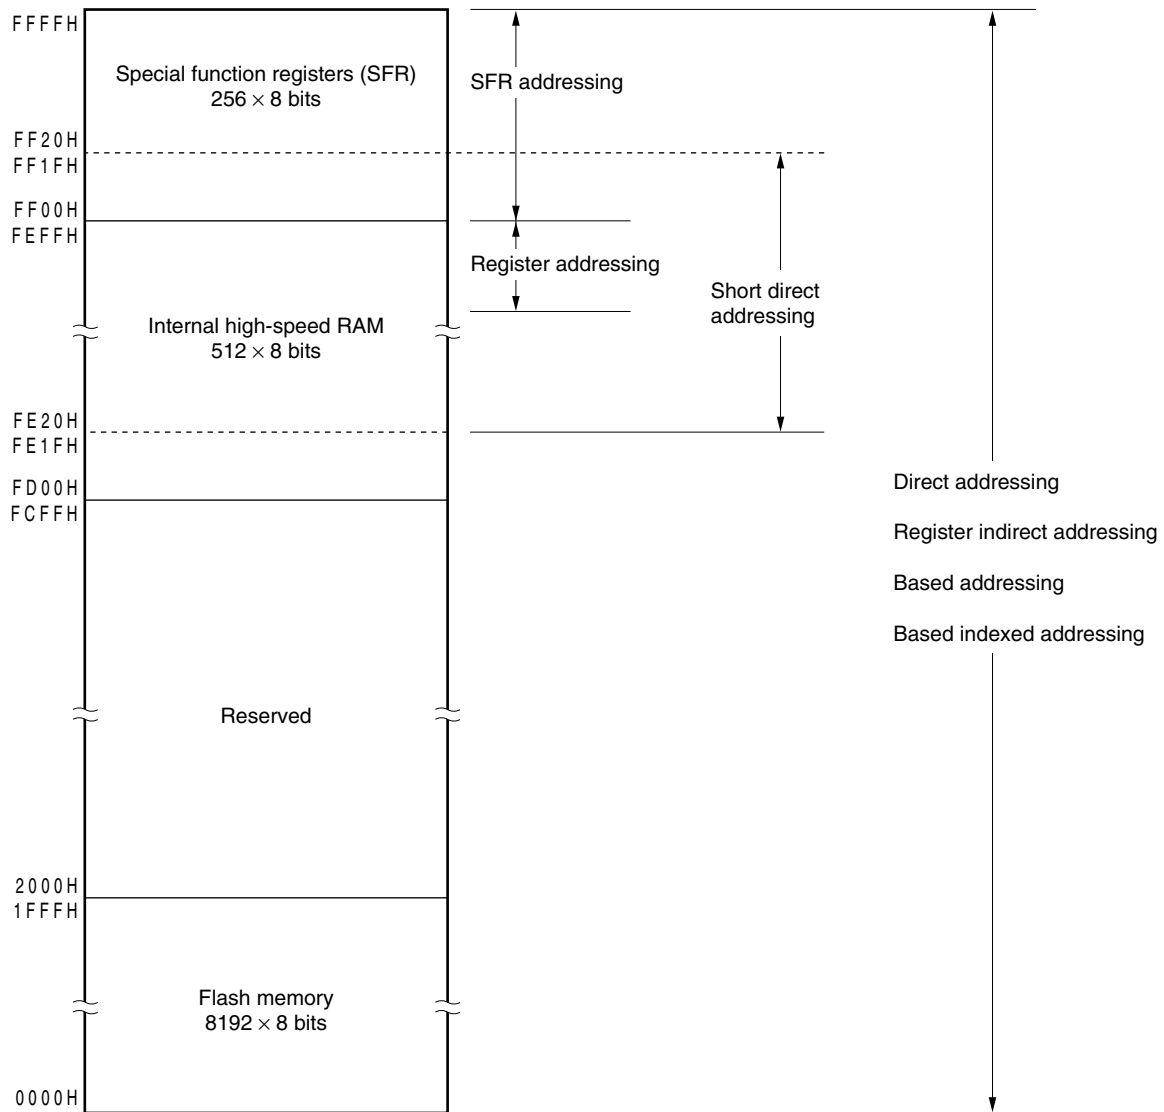 FFFFH
Special function registers (SFR)
256 × 8 bits
SFR addressing
FF20H
FF1FH
FF00H
FEFFH
Register addressing
Short direct
addressing
Internal high-speed RAM
512 × 8 bits
FE20H
FE1FH
FD00H
FCFFH
Direct addressing
Register indirect addressing
Based addressing
Based indexed addressing
Reserved
2000H
1FFFH
Flash memory
8192 × 8 bits
0000H